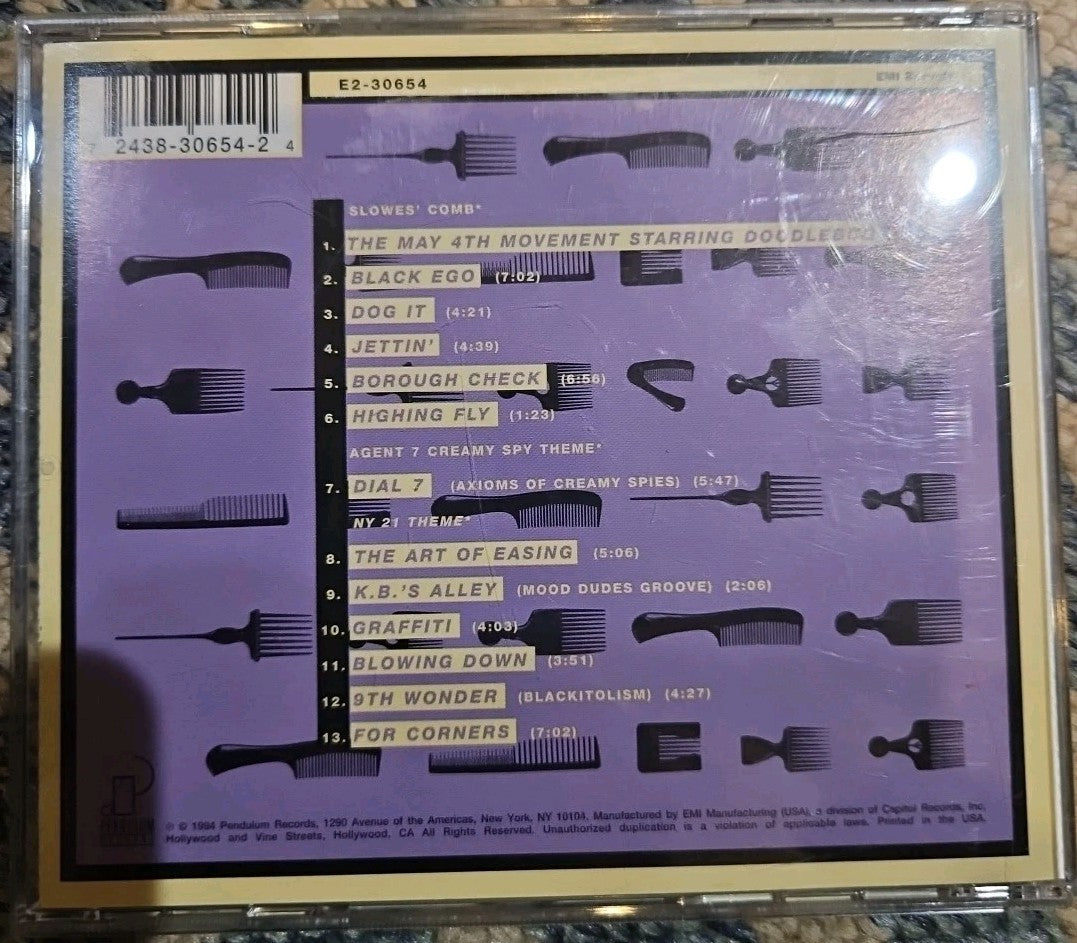 E2-30654
7 2438-30654-2 4
SLOWES' COMB*
1. THE MAY 4TH MOVEMENT STARRING DOODLEBUG
2. BLACK EGO (7:02)
3. DOG IT (4:21)
4. JETTIN' (4:39)
5. BOROUGH CHECK (6:56)
6. HIGHING FLY (1:23)
AGENT 7 CREAMY SPY THEME*
7. DIAL 7 (AXIOMS OF CREAMY SPIES) (5:47)
NY 21 THEME*
8. THE ART OF EASING (5:06)
9. K.B.'S ALLEY (MOOD DUDES GROOVE) (2:06)
10. GRAFFITI (4:03)
11. BLOWING DOWN (3:51)
12. 9TH WONDER (BLACKITOLISM) (4:27)
13. FOR CORNERS (7:02)
PENDULUM
℗ © 1994 Pendulum Records, 1290 Avenue of the Americas, New York, NY 10104. Manufactured by EMI Manufacturing (USA), a division of Capitol Records, Inc,
Hollywood and Vine Streets, Hollywood, CA All Rights Reserved. Unauthorized duplication is a violation of applicable laws. Printed in the USA.